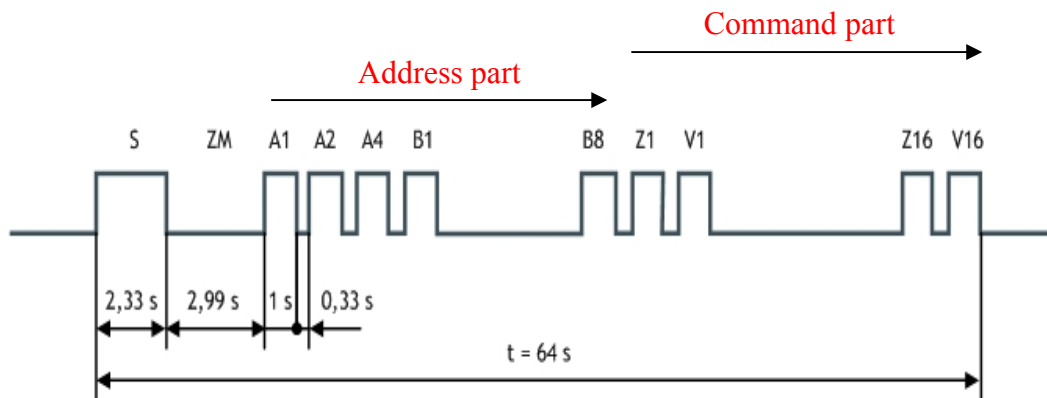 Command part
Address part
S ZM A1 A2 A4 B1 B8 Z1 V1 Z16 V16
2,33 s 2,99 s 1 s 0,33 s
t = 64 s